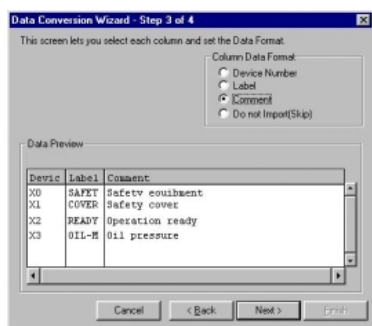 Data Conversion Wizard - Step 3 of 4
This screen lets you select each column and set the Data Format.
Column Data Format
Device Number
Label
Comment
Do not Import(Skip)
Data Preview
Devic Label Comment
X0 SAFET Safety equibment
X1 COVER Safety cover
X2 READY Operation ready
X3 OIL-M Oil pressure
Cancel < Back Next > Finish